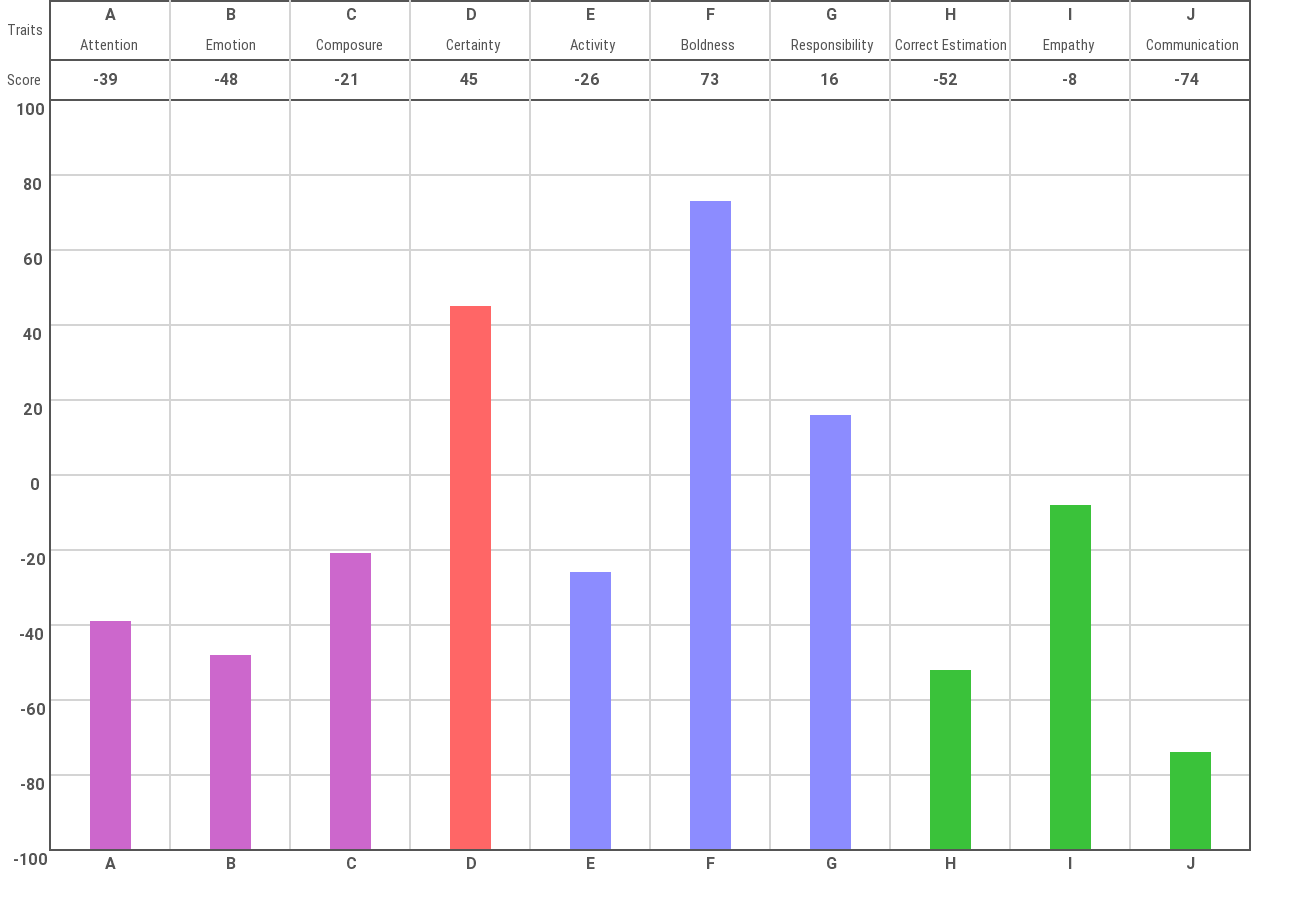 Traits A B C D E F G H I J
Attention Emotion Composure Certainty Activity Boldness Responsibility Correct Estimation Empathy Communication
Score -39 -48 -21 45 -26 73 16 -52 -8 -74
100
80
60
40
20
0
-20
-40
-60
-80
-100
A B C D E F G H I J